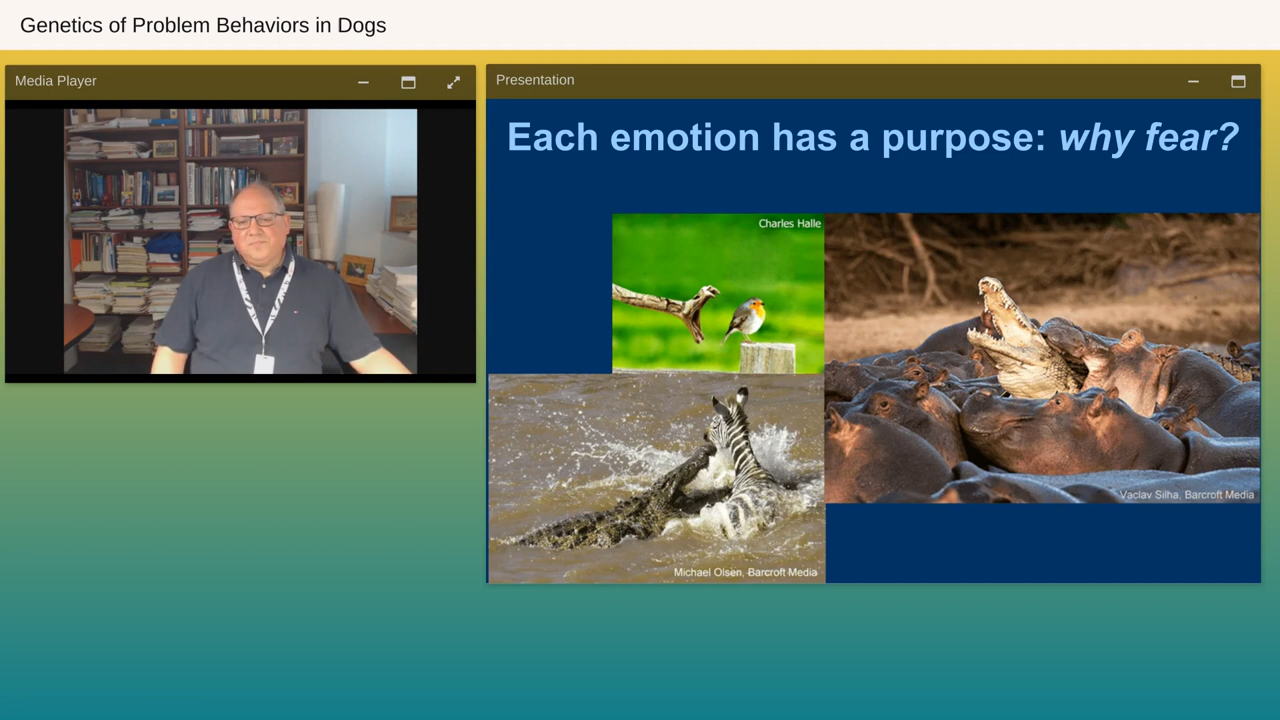 Genetics of Problem Behaviors in Dogs
Media Player
Presentation
Each emotion has a purpose: why fear?
Charles Halle
Vaclav Silha, Barcroft Media
Michael Olsen, Barcroft Media